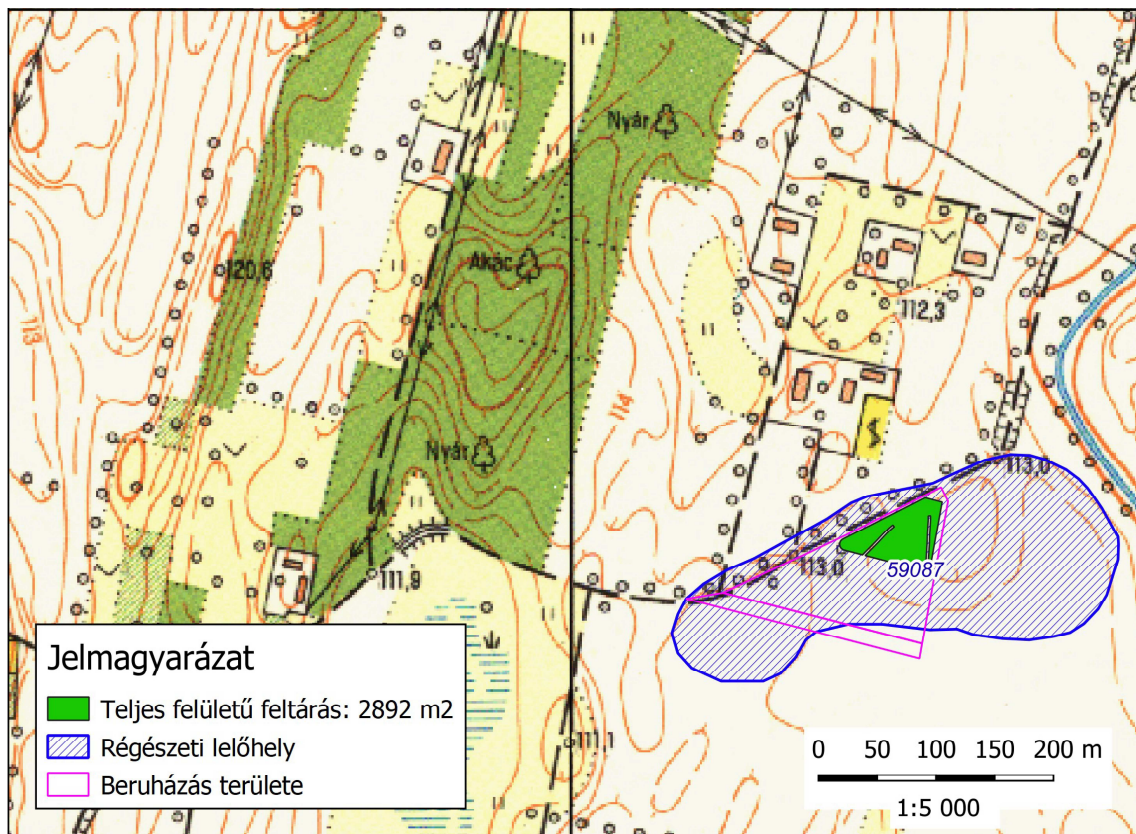 Nyár
120,6
Akác
112,3
113
114
Nyár
113,0
113,0
59087
111,9
111,1
Jelmagyarázat
Teljes felületű feltárás: 2892 m2
Régészeti lelőhely
Beruházás területe
0 50 100 150 200 m
1:5 000